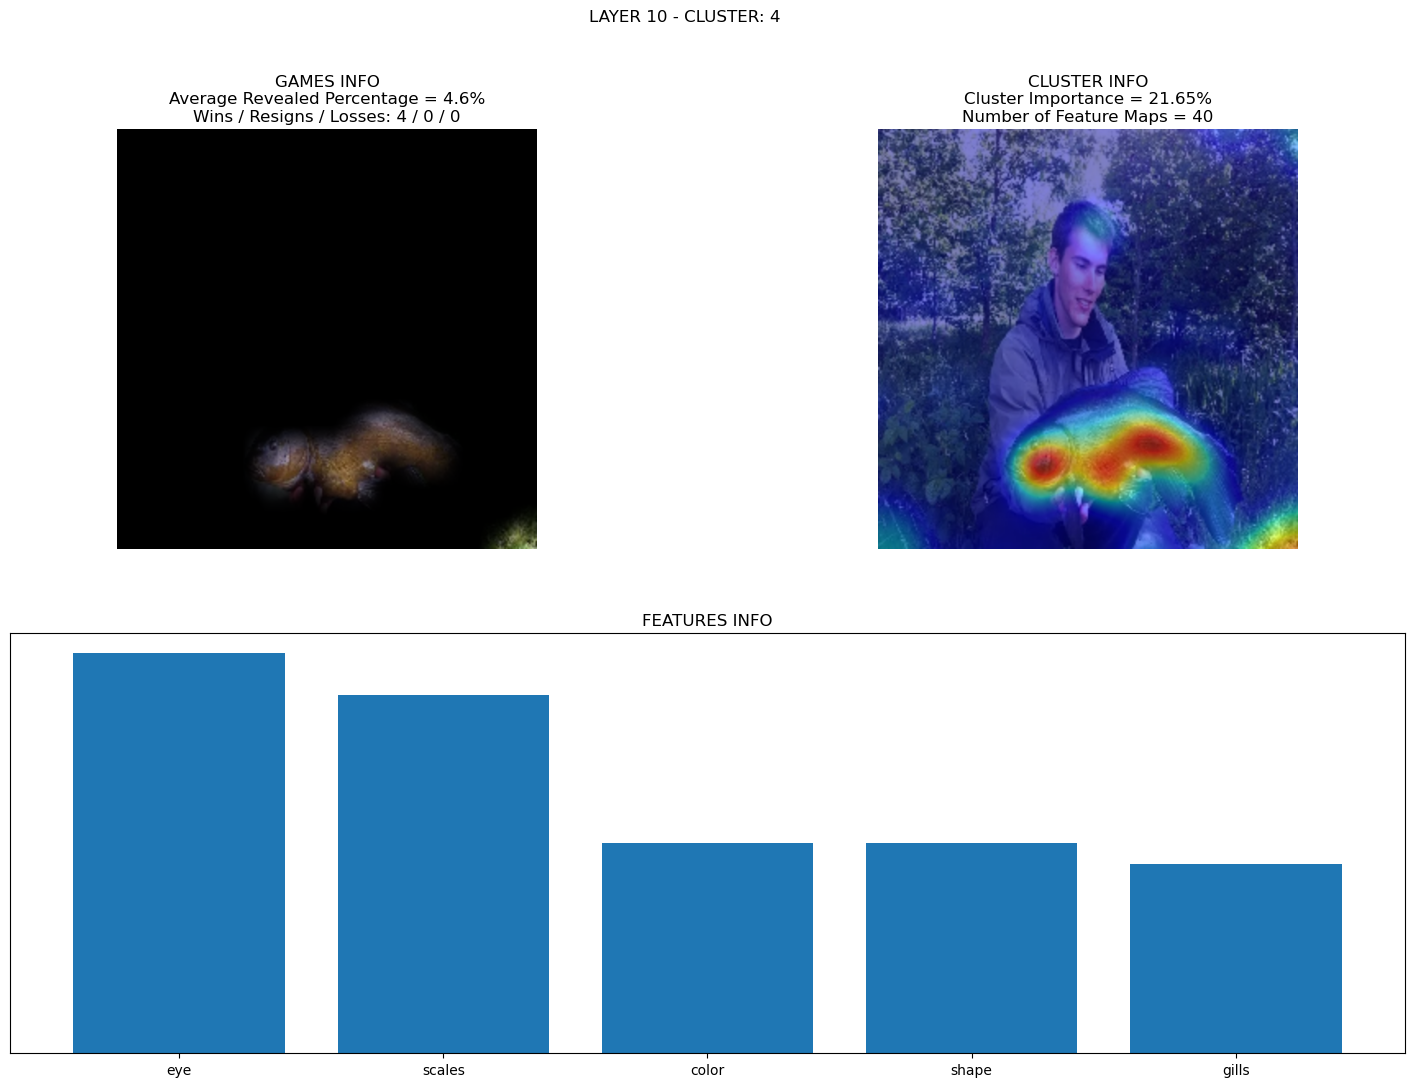 LAYER 10 - CLUSTER: 4
GAMES INFO
Average Revealed Percentage = 4.6%
Wins / Resigns / Losses: 4 / 0 / 0
CLUSTER INFO
Cluster Importance = 21.65%
Number of Feature Maps = 40
FEATURES INFO
eye
scales
color
shape
gills